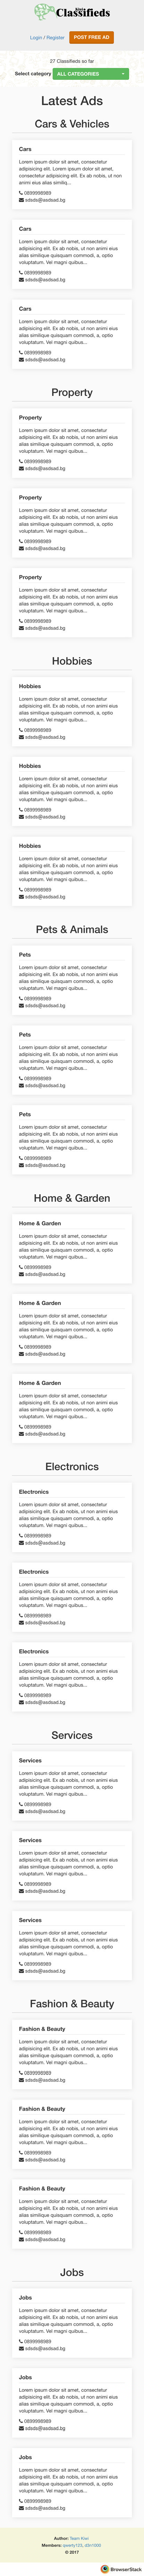 Kiwi
Classifieds
Login / Register
POST FREE AD
27 Classifieds so far
Select category
ALL CATEGORIES
Latest Ads
Cars & Vehicles
Cars
Lorem ipsum dolor sit amet, consectetur
adipisicing elit. Lorem ipsum dolor sit amet,
consectetur adipisicing elit. Ex ab nobis, ut non
animi eius alias similiq...
0899998989
sdsds@asdsad.bg
Cars
Lorem ipsum dolor sit amet, consectetur
adipisicing elit. Ex ab nobis, ut non animi eius
alias similique quisquam commodi, a, optio
voluptatum. Vel magni quibus...
0899998989
sdsds@asdsad.bg
Cars
Lorem ipsum dolor sit amet, consectetur
adipisicing elit. Ex ab nobis, ut non animi eius
alias similique quisquam commodi, a, optio
voluptatum. Vel magni quibus...
0899998989
sdsds@asdsad.bg
Property
Property
Lorem ipsum dolor sit amet, consectetur
adipisicing elit. Ex ab nobis, ut non animi eius
alias similique quisquam commodi, a, optio
voluptatum. Vel magni quibus...
0899998989
sdsds@asdsad.bg
Property
Lorem ipsum dolor sit amet, consectetur
adipisicing elit. Ex ab nobis, ut non animi eius
alias similique quisquam commodi, a, optio
voluptatum. Vel magni quibus...
0899998989
sdsds@asdsad.bg
Property
Lorem ipsum dolor sit amet, consectetur
adipisicing elit. Ex ab nobis, ut non animi eius
alias similique quisquam commodi, a, optio
voluptatum. Vel magni quibus...
0899998989
sdsds@asdsad.bg
Hobbies
Hobbies
Lorem ipsum dolor sit amet, consectetur
adipisicing elit. Ex ab nobis, ut non animi eius
alias similique quisquam commodi, a, optio
voluptatum. Vel magni quibus...
0899998989
sdsds@asdsad.bg
Hobbies
Lorem ipsum dolor sit amet, consectetur
adipisicing elit. Ex ab nobis, ut non animi eius
alias similique quisquam commodi, a, optio
voluptatum. Vel magni quibus...
0899998989
sdsds@asdsad.bg
Hobbies
Lorem ipsum dolor sit amet, consectetur
adipisicing elit. Ex ab nobis, ut non animi eius
alias similique quisquam commodi, a, optio
voluptatum. Vel magni quibus...
0899998989
sdsds@asdsad.bg
Pets & Animals
Pets
Lorem ipsum dolor sit amet, consectetur
adipisicing elit. Ex ab nobis, ut non animi eius
alias similique quisquam commodi, a, optio
voluptatum. Vel magni quibus...
0899998989
sdsds@asdsad.bg
Pets
Lorem ipsum dolor sit amet, consectetur
adipisicing elit. Ex ab nobis, ut non animi eius
alias similique quisquam commodi, a, optio
voluptatum. Vel magni quibus...
0899998989
sdsds@asdsad.bg
Pets
Lorem ipsum dolor sit amet, consectetur
adipisicing elit. Ex ab nobis, ut non animi eius
alias similique quisquam commodi, a, optio
voluptatum. Vel magni quibus...
0899998989
sdsds@asdsad.bg
Home & Garden
Home & Garden
Lorem ipsum dolor sit amet, consectetur
adipisicing elit. Ex ab nobis, ut non animi eius
alias similique quisquam commodi, a, optio
voluptatum. Vel magni quibus...
0899998989
sdsds@asdsad.bg
Home & Garden
Lorem ipsum dolor sit amet, consectetur
adipisicing elit. Ex ab nobis, ut non animi eius
alias similique quisquam commodi, a, optio
voluptatum. Vel magni quibus...
0899998989
sdsds@asdsad.bg
Home & Garden
Lorem ipsum dolor sit amet, consectetur
adipisicing elit. Ex ab nobis, ut non animi eius
alias similique quisquam commodi, a, optio
voluptatum. Vel magni quibus...
0899998989
sdsds@asdsad.bg
Electronics
Electronics
Lorem ipsum dolor sit amet, consectetur
adipisicing elit. Ex ab nobis, ut non animi eius
alias similique quisquam commodi, a, optio
voluptatum. Vel magni quibus...
0899998989
sdsds@asdsad.bg
Electronics
Lorem ipsum dolor sit amet, consectetur
adipisicing elit. Ex ab nobis, ut non animi eius
alias similique quisquam commodi, a, optio
voluptatum. Vel magni quibus...
0899998989
sdsds@asdsad.bg
Electronics
Lorem ipsum dolor sit amet, consectetur
adipisicing elit. Ex ab nobis, ut non animi eius
alias similique quisquam commodi, a, optio
voluptatum. Vel magni quibus...
0899998989
sdsds@asdsad.bg
Services
Services
Lorem ipsum dolor sit amet, consectetur
adipisicing elit. Ex ab nobis, ut non animi eius
alias similique quisquam commodi, a, optio
voluptatum. Vel magni quibus...
0899998989
sdsds@asdsad.bg
Services
Lorem ipsum dolor sit amet, consectetur
adipisicing elit. Ex ab nobis, ut non animi eius
alias similique quisquam commodi, a, optio
voluptatum. Vel magni quibus...
0899998989
sdsds@asdsad.bg
Services
Lorem ipsum dolor sit amet, consectetur
adipisicing elit. Ex ab nobis, ut non animi eius
alias similique quisquam commodi, a, optio
voluptatum. Vel magni quibus...
0899998989
sdsds@asdsad.bg
Fashion & Beauty
Fashion & Beauty
Lorem ipsum dolor sit amet, consectetur
adipisicing elit. Ex ab nobis, ut non animi eius
alias similique quisquam commodi, a, optio
voluptatum. Vel magni quibus...
0899998989
sdsds@asdsad.bg
Fashion & Beauty
Lorem ipsum dolor sit amet, consectetur
adipisicing elit. Ex ab nobis, ut non animi eius
alias similique quisquam commodi, a, optio
voluptatum. Vel magni quibus...
0899998989
sdsds@asdsad.bg
Fashion & Beauty
Lorem ipsum dolor sit amet, consectetur
adipisicing elit. Ex ab nobis, ut non animi eius
alias similique quisquam commodi, a, optio
voluptatum. Vel magni quibus...
0899998989
sdsds@asdsad.bg
Jobs
Jobs
Lorem ipsum dolor sit amet, consectetur
adipisicing elit. Ex ab nobis, ut non animi eius
alias similique quisquam commodi, a, optio
voluptatum. Vel magni quibus...
0899998989
sdsds@asdsad.bg
Jobs
Lorem ipsum dolor sit amet, consectetur
adipisicing elit. Ex ab nobis, ut non animi eius
alias similique quisquam commodi, a, optio
voluptatum. Vel magni quibus...
0899998989
sdsds@asdsad.bg
Jobs
Lorem ipsum dolor sit amet, consectetur
adipisicing elit. Ex ab nobis, ut non animi eius
alias similique quisquam commodi, a, optio
voluptatum. Vel magni quibus...
0899998989
sdsds@asdsad.bg
Author: Team Kiwi
Members: qwerty123,
© 2017
BrowserStack